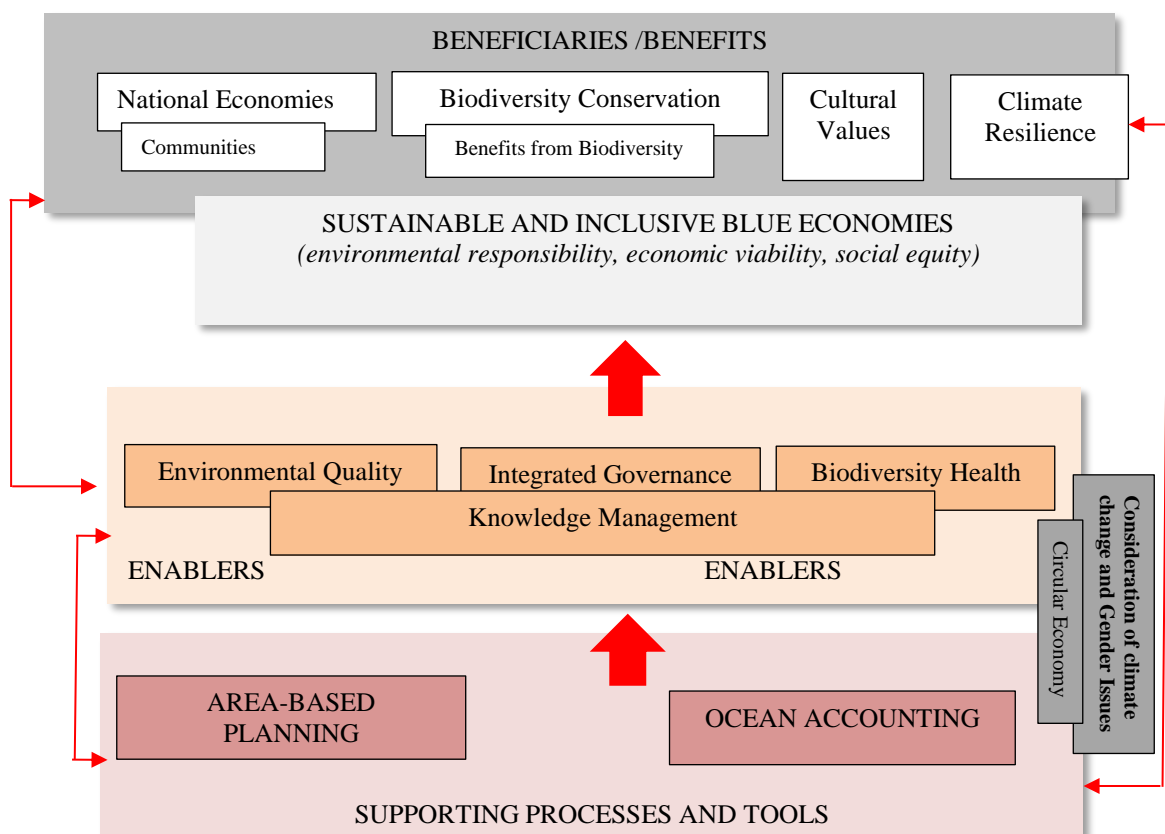 BENEFICIARIES /BENEFITS
National Economies
Communities
Biodiversity Conservation
Benefits from Biodiversity
Cultural
Values
Climate
Resilience
SUSTAINABLE AND INCLUSIVE BLUE ECONOMIES
(environmental responsibility, economic viability, social equity)
Environmental Quality
Integrated Governance
Biodiversity Health
Knowledge Management
ENABLERS
ENABLERS
Consideration of climate
change and Gender Issues
Circular Economy
AREA-BASED
PLANNING
OCEAN ACCOUNTING
SUPPORTING PROCESSES AND TOOLS